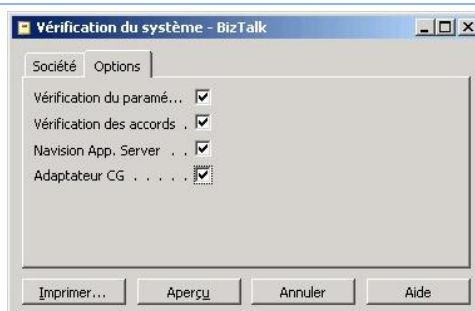 Vérification du système - BizTalk
Société Options
Vérification du paramé...
Vérification des accords .
Navision App. Server . .
Adaptateur CG . . . . .
Imprimer... Aperçu Annuler Aide